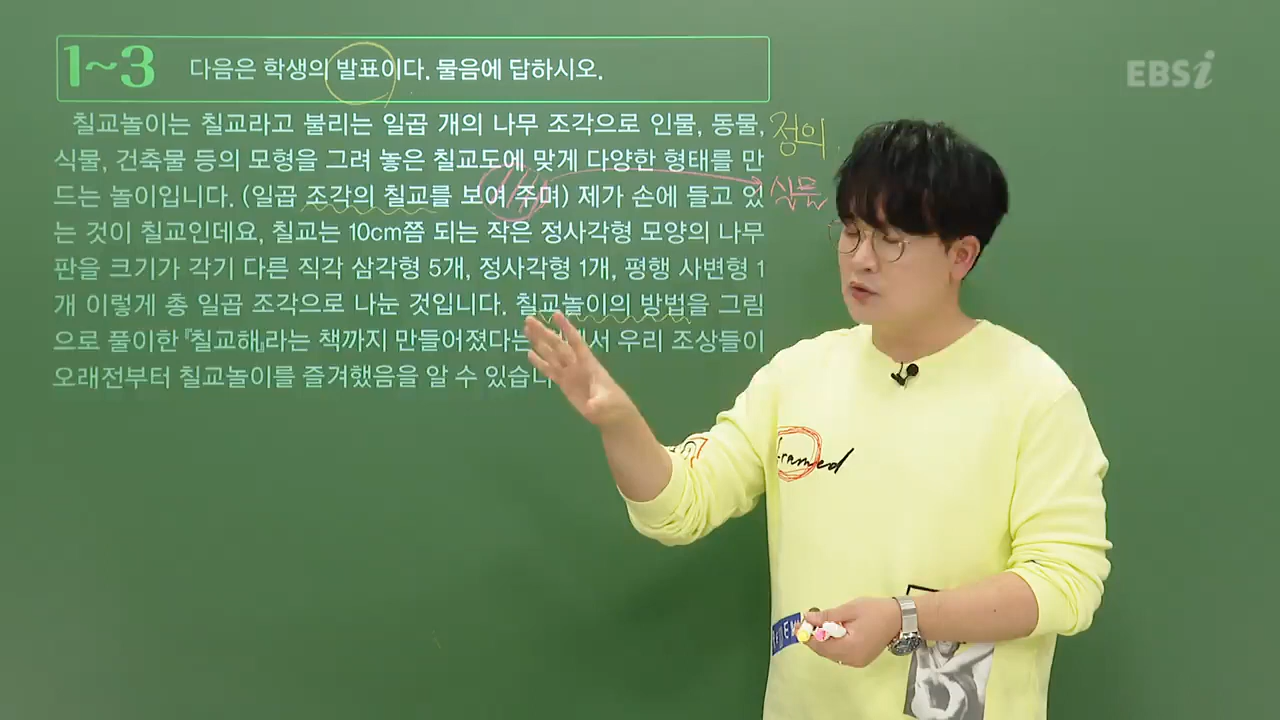 1~3 다음은 학생의 발표이다. 물음에 답하시오.
EBSi
칠교놀이는 칠교라고 불리는 일곱 개의 나무 조각으로 인물, 동물,
정의
식물, 건축물 등의 모형을 그려 놓은 칠교도에 맞게 다양한 형태를 만
드는 놀이입니다. (일곱 조각의 칠교를 보여 주며) 제가 손에 들고 있
실물
는 것이 칠교인데요, 칠교는 10cm쯤 되는 작은 정사각형 모양의 나무
판을 크기가 각기 다른 직각 삼각형 5개, 정사각형 1개, 평행 사변형 1
개 이렇게 총 일곱 조각으로 나눈 것입니다. 칠교놀이의 방법을 그림
으로 풀이한 『칠교해』라는 책까지 만들어졌다는 우리 조상들이
오래전부터 칠교놀이를 즐겨했음을 알 수 있습니
framed